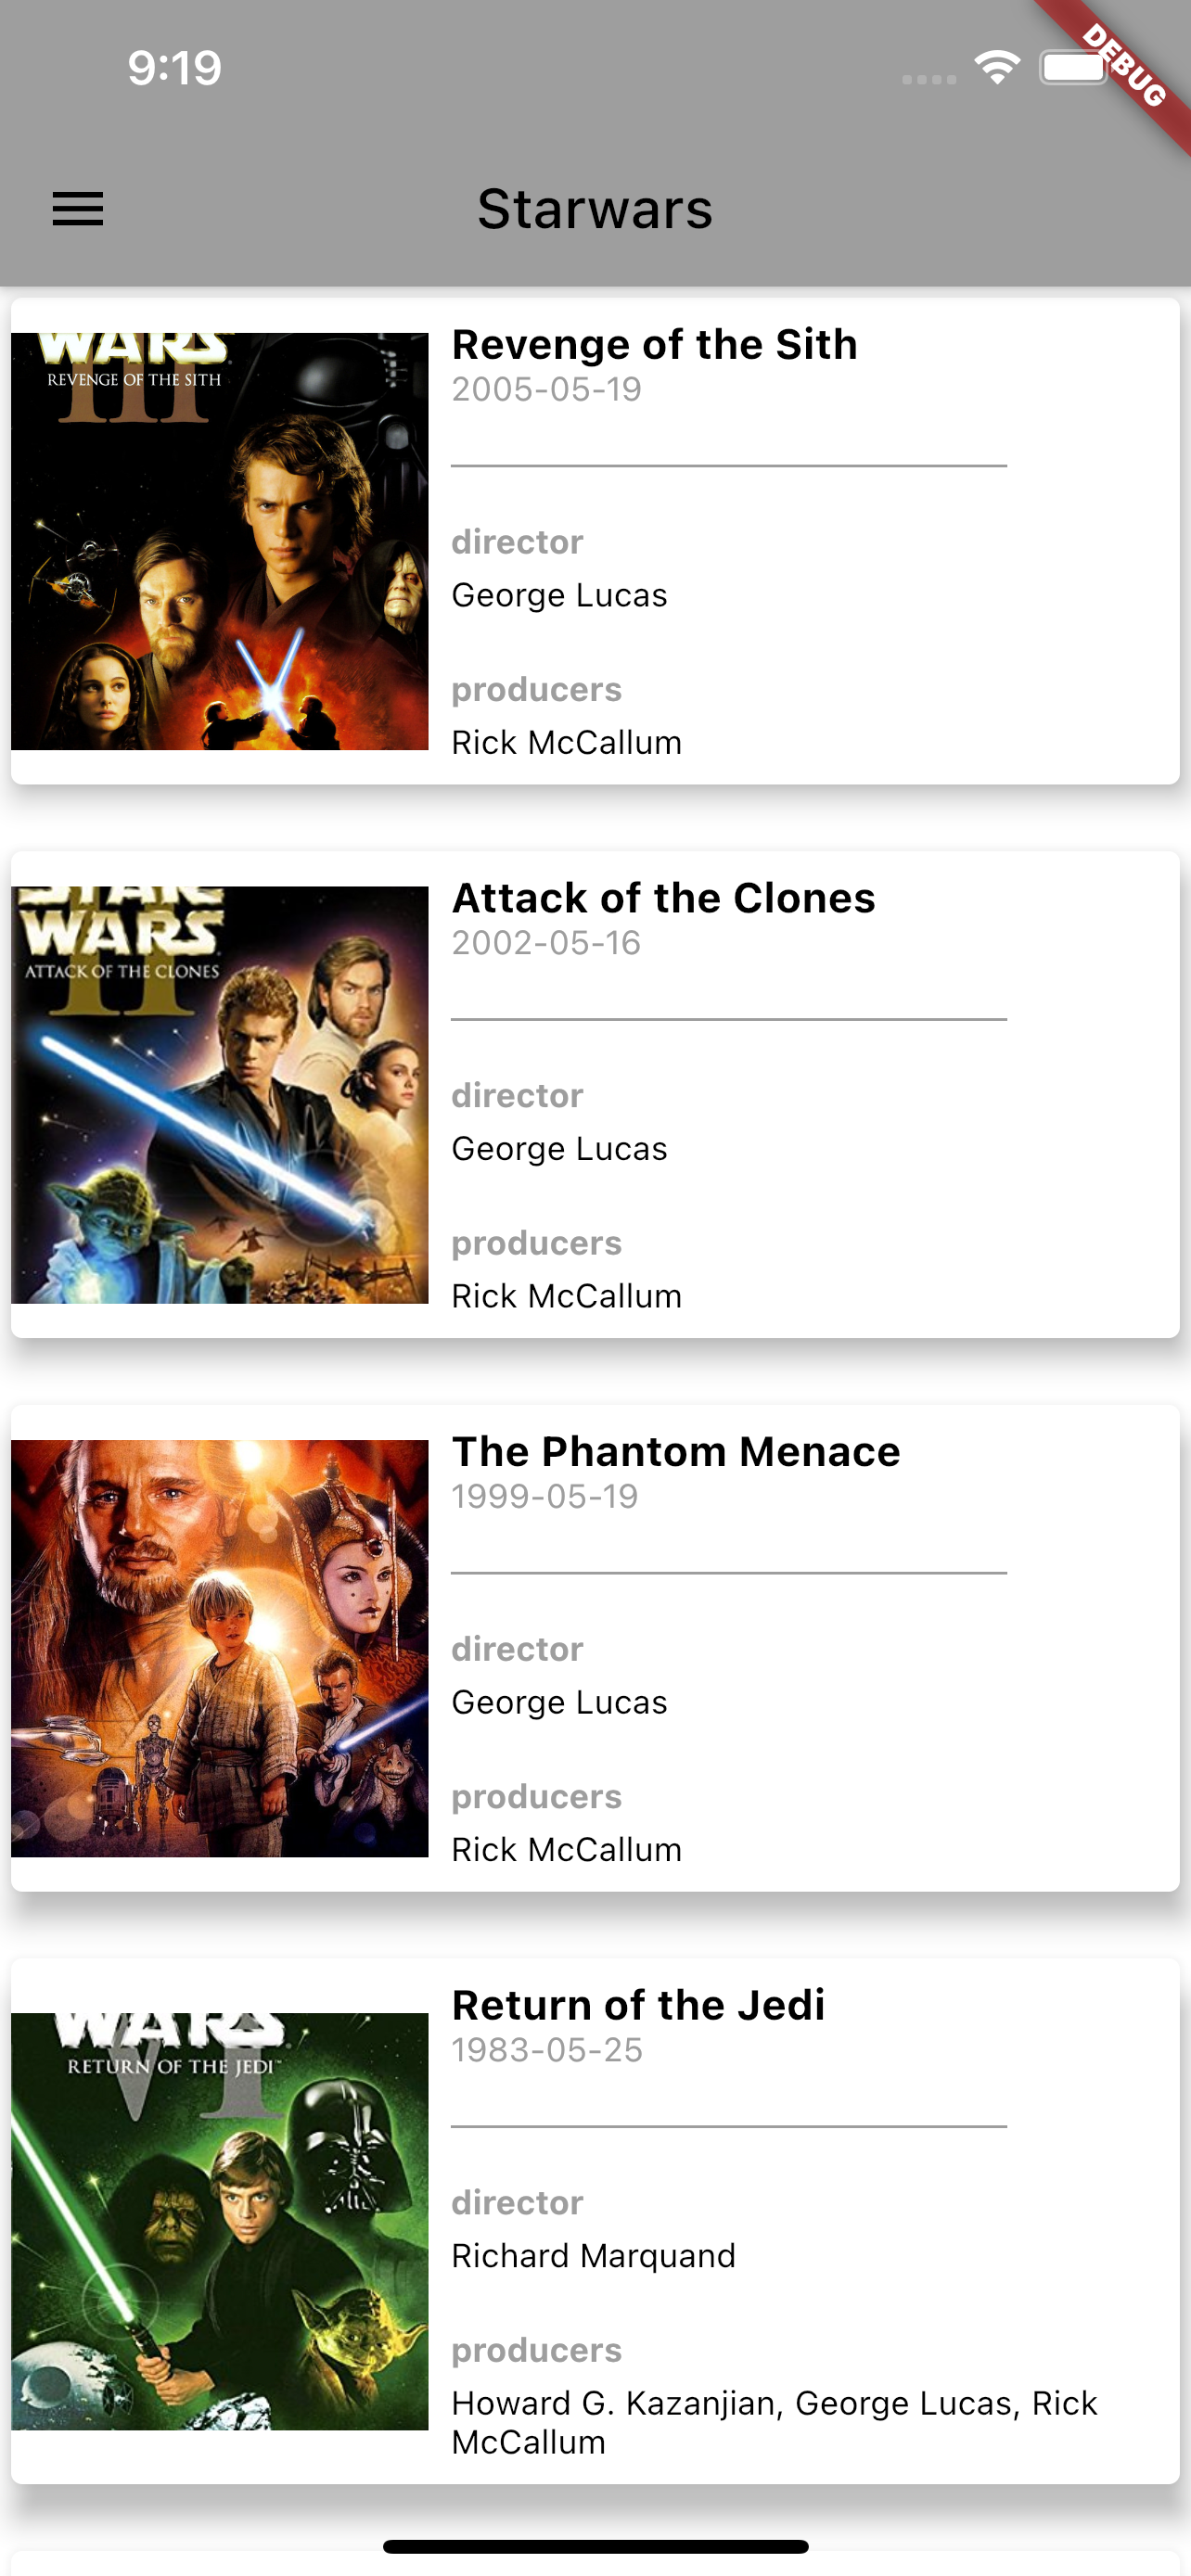 9:19
DEBUG
Starwars
WARS
III
REVENGE OF THE SITH
Revenge of the Sith
2005-05-19
director
George Lucas
producers
Rick McCallum
STAR
WARS
II
ATTACK OF THE CLONES
Attack of the Clones
2002-05-16
director
George Lucas
producers
Rick McCallum
The Phantom Menace
1999-05-19
director
George Lucas
producers
Rick McCallum
WARS
VI
RETURN OF THE JEDI
Return of the Jedi
1983-05-25
director
Richard Marquand
producers
Howard G. Kazanjian, George Lucas, Rick
McCallum